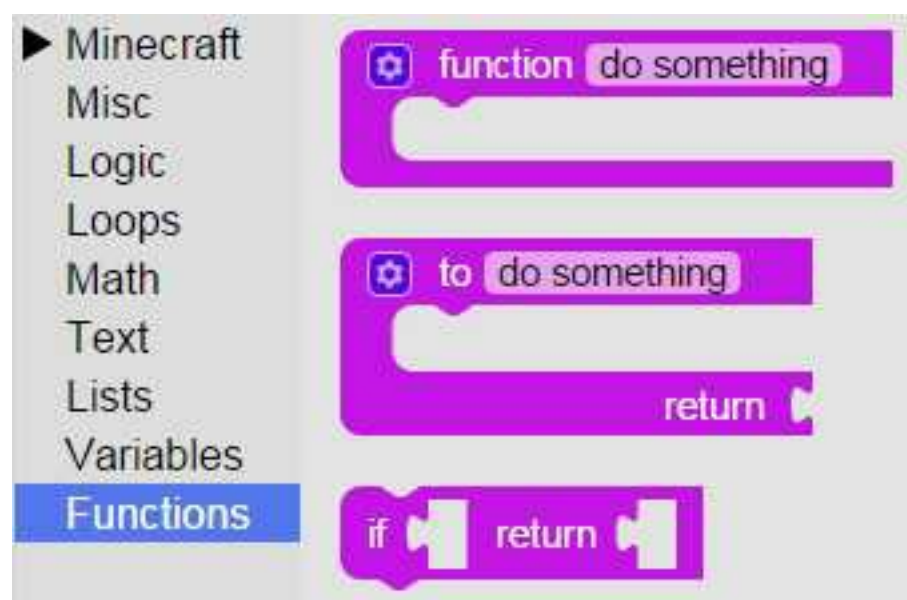 Minecraft
Misc
Logic
Loops
Math
Text
Lists
Variables
Functions
function do something
to do something
return
if return